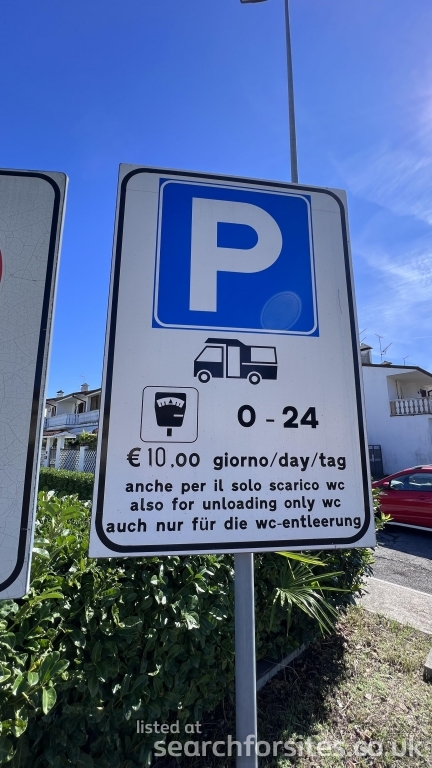 P
0 - 24
€ 10,00 giorno/day/tag
anche per il solo scarico wc
also for unloading only wc
auch nur für die wc-entleerung
listed at
searchforsites.co.uk